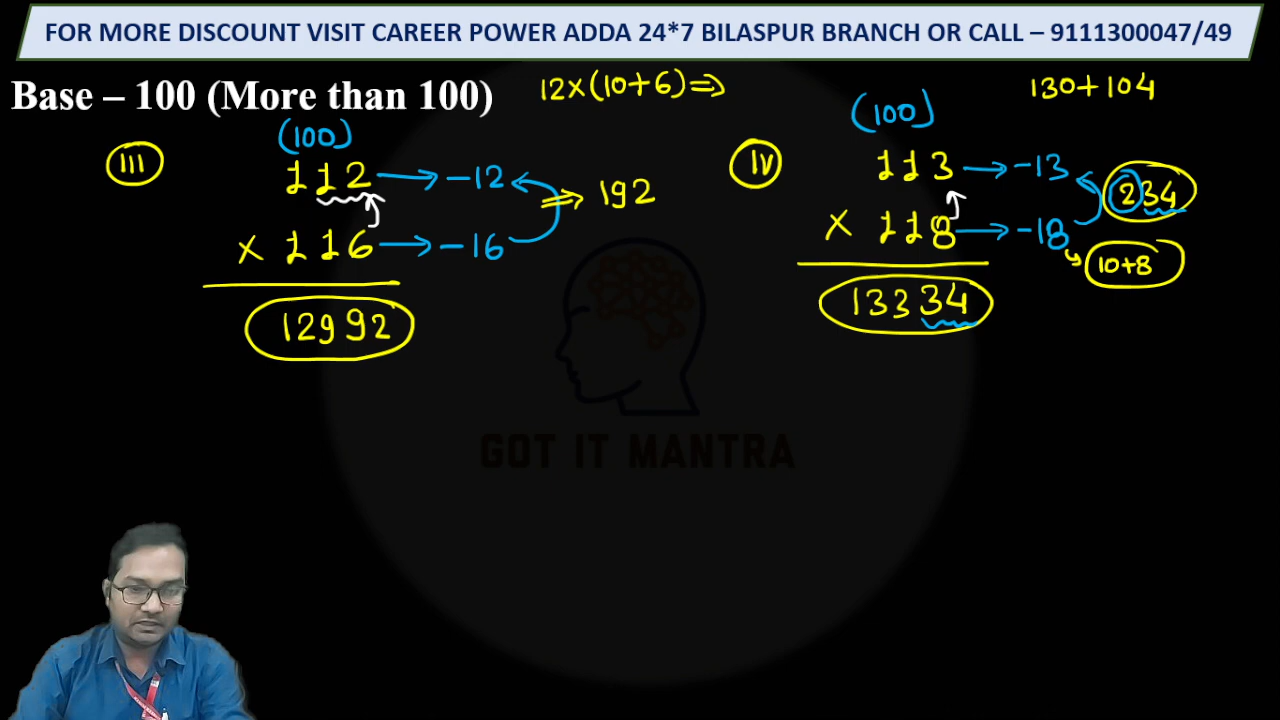 FOR MORE DISCOUNT VISIT CAREER POWER ADDA 24*7 BILASPUR BRANCH OR CALL – 9111300047/49
Base – 100 (More than 100)
12×(10+6)⇒
130+104
(100)
(100)
III
112 → -12
× 116 → -16
⇒ 192
12992
IV
113 → -13
× 118 → -18
234
10+8
13334
GOT IT MANTRA